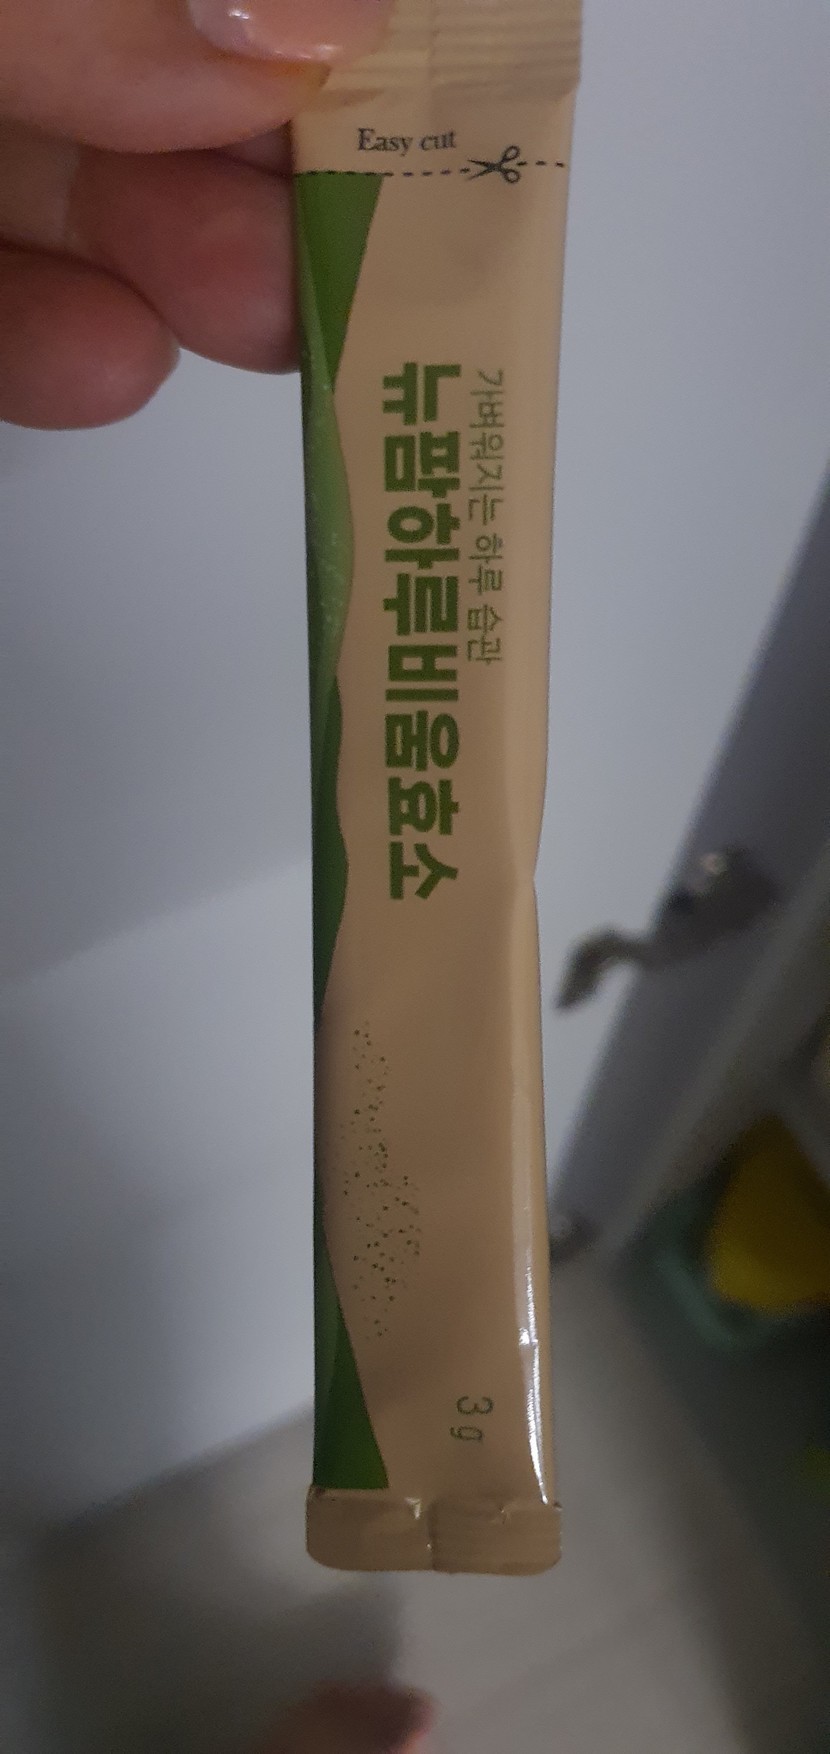 Easy cut
가벼워지는 하루 습관
뉴팜하루비움효소
3g